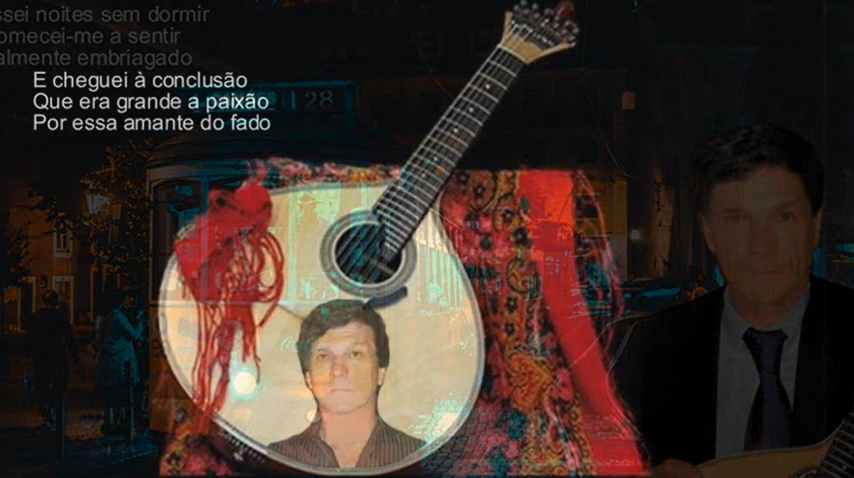 ssei noites sem dormir
omecei-me a sentir
almente embriagado
E cheguei à conclusão
Que era grande a paixão
Por essa amante do fado
28